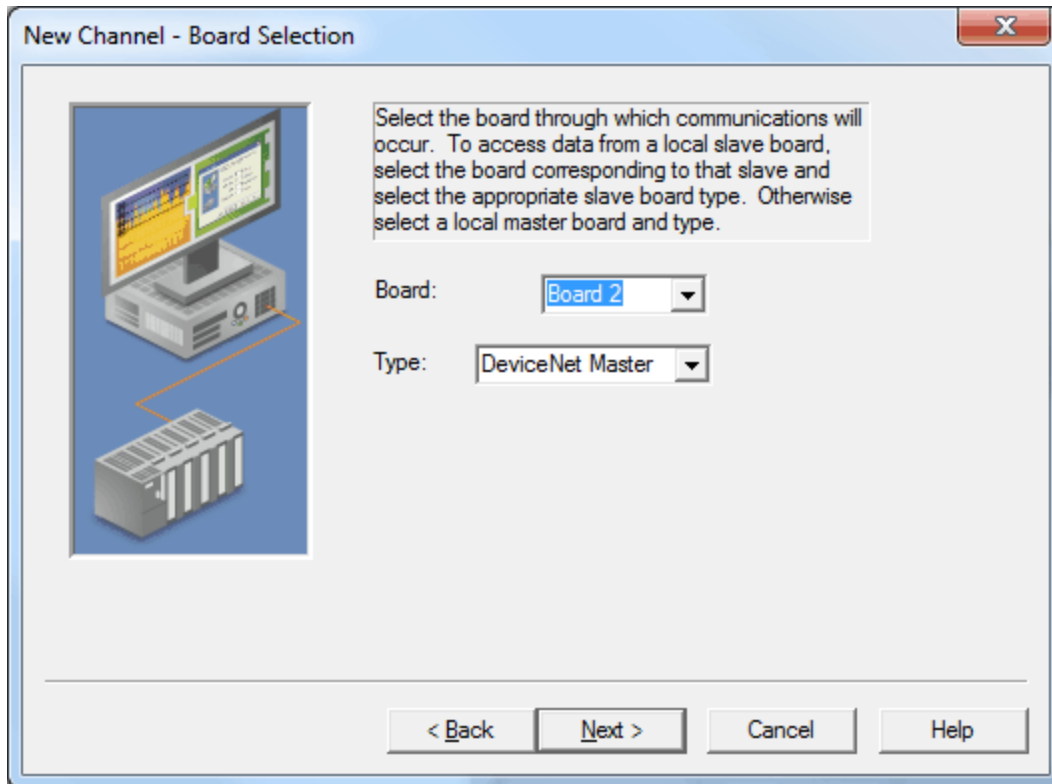 New Channel - Board Selection
Select the board through which communications will
occur.  To access data from a local slave board,
select the board corresponding to that slave and
select the appropriate slave board type.  Otherwise
select a local master board and type.
Board: Board 2
Type: DeviceNet Master
< Back Next > Cancel Help